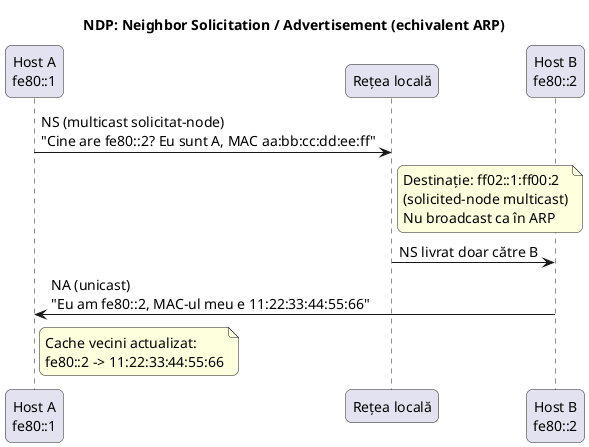 NDP: Neighbor Solicitation / Advertisement (echivalent ARP)
Host A
fe80::1
Rețea locală
Host B
fe80::2
NS (multicast solicitat-node)
"Cine are fe80::2? Eu sunt A, MAC aa:bb:cc:dd:ee:ff"
Destinație: ff02::1:ff00:2
(solicited-node multicast)
Nu broadcast ca în ARP
NS livrat doar către B
NA (unicast)
"Eu am fe80::2, MAC-ul meu e 11:22:33:44:55:66"
Cache vecini actualizat:
fe80::2 -> 11:22:33:44:55:66
Host A
fe80::1
Rețea locală
Host B
fe80::2